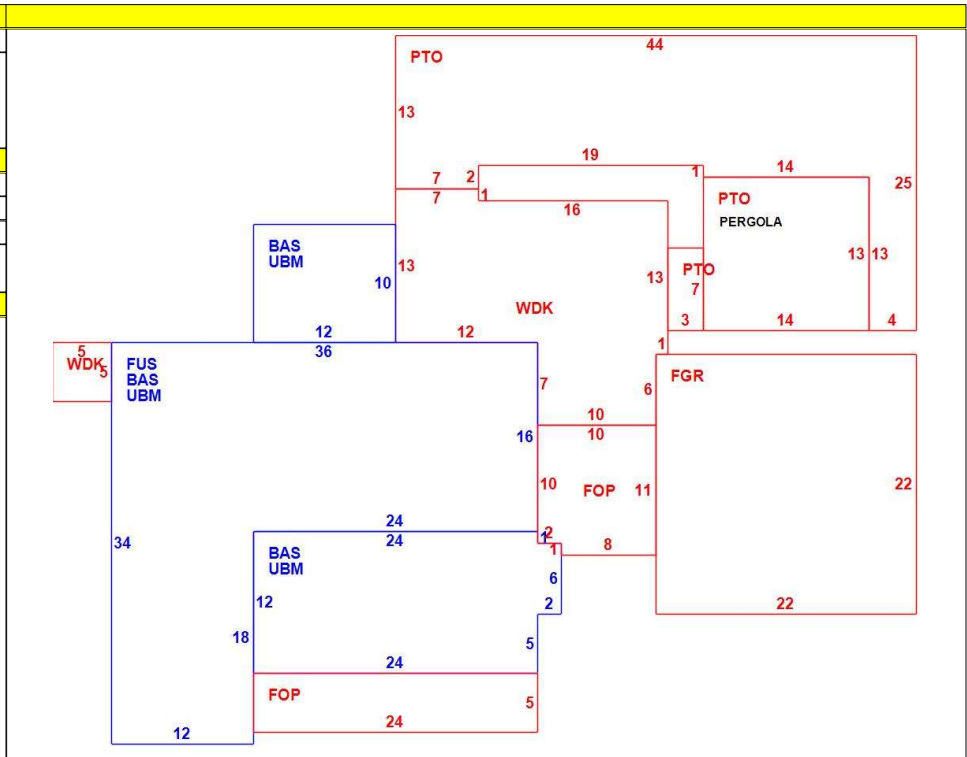 44
PTO
13
19
7 2 1 14
7 1
16
25
PTO
PERGOLA
BAS
UBM
13
10
13
PTO
7
13 13
WDK
3 14 4
12 12
36
1
5
WDK 5
FUS
BAS
UBM
7
6
FGR
10
10
16
10
FOP 11
22
24
24
2
1
1
8
34
BAS
UBM
6
12
2
22
18
5
24
FOP
5
24
12